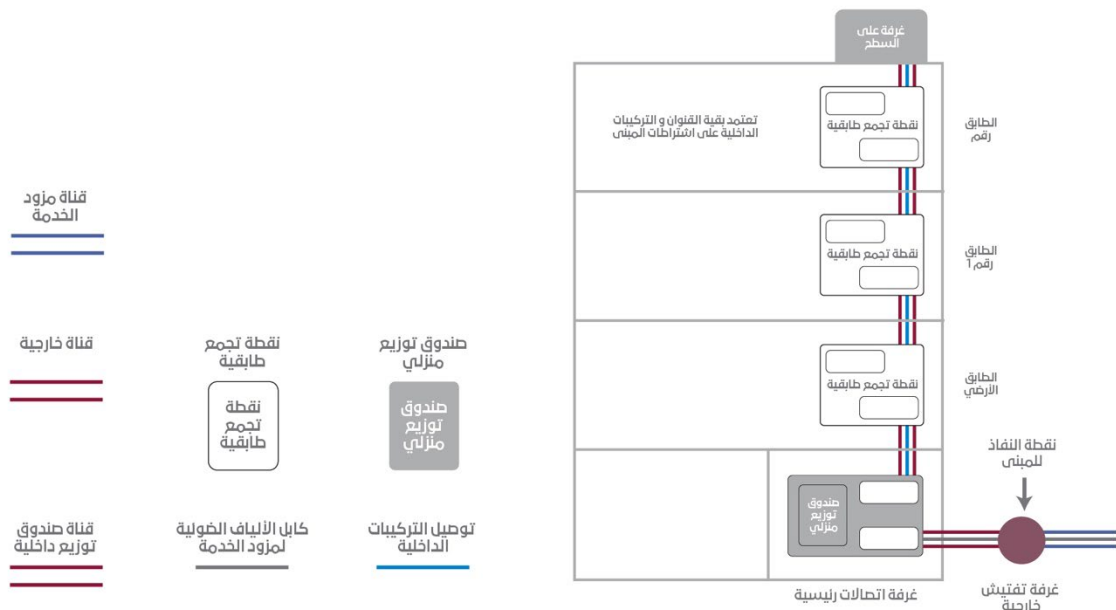 غرفة على
السطح
تعتمد بقية القنوان و التركيبات
الداخلية على اشتراطات المبنى
نقطة تجمع طابقية
الطابق
رقم
نقطة تجمع طابقية
الطابق
رقم 1
نقطة تجمع طابقية
الطابق
الأرضي
نقطة النفاذ
للمبنى
صندوق
توزيع
منزلي
غرفة اتصالات رئيسية
غرفة تفتيش
خارجية
قناة مزود
الخدمة
صندوق توزيع
منزلي
نقطة تجمع
طابقية
قناة خارجية
صندوق
توزيع
منزلي
نقطة
تجمع
طابقية
توصيل التركيبات
الداخلية
كابل الألياف الضولية
لمزود الخدمة
قناة صندوق
توزيع داخلية